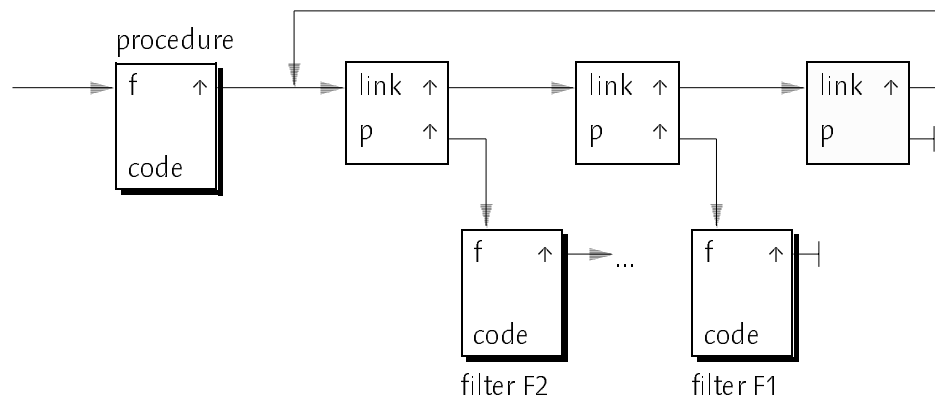 procedure
f ↑
code
link ↑
p ↑
link ↑
p ↑
link ↑
p
f ↑
code
...
filter F2
f ↑
code
filter F1